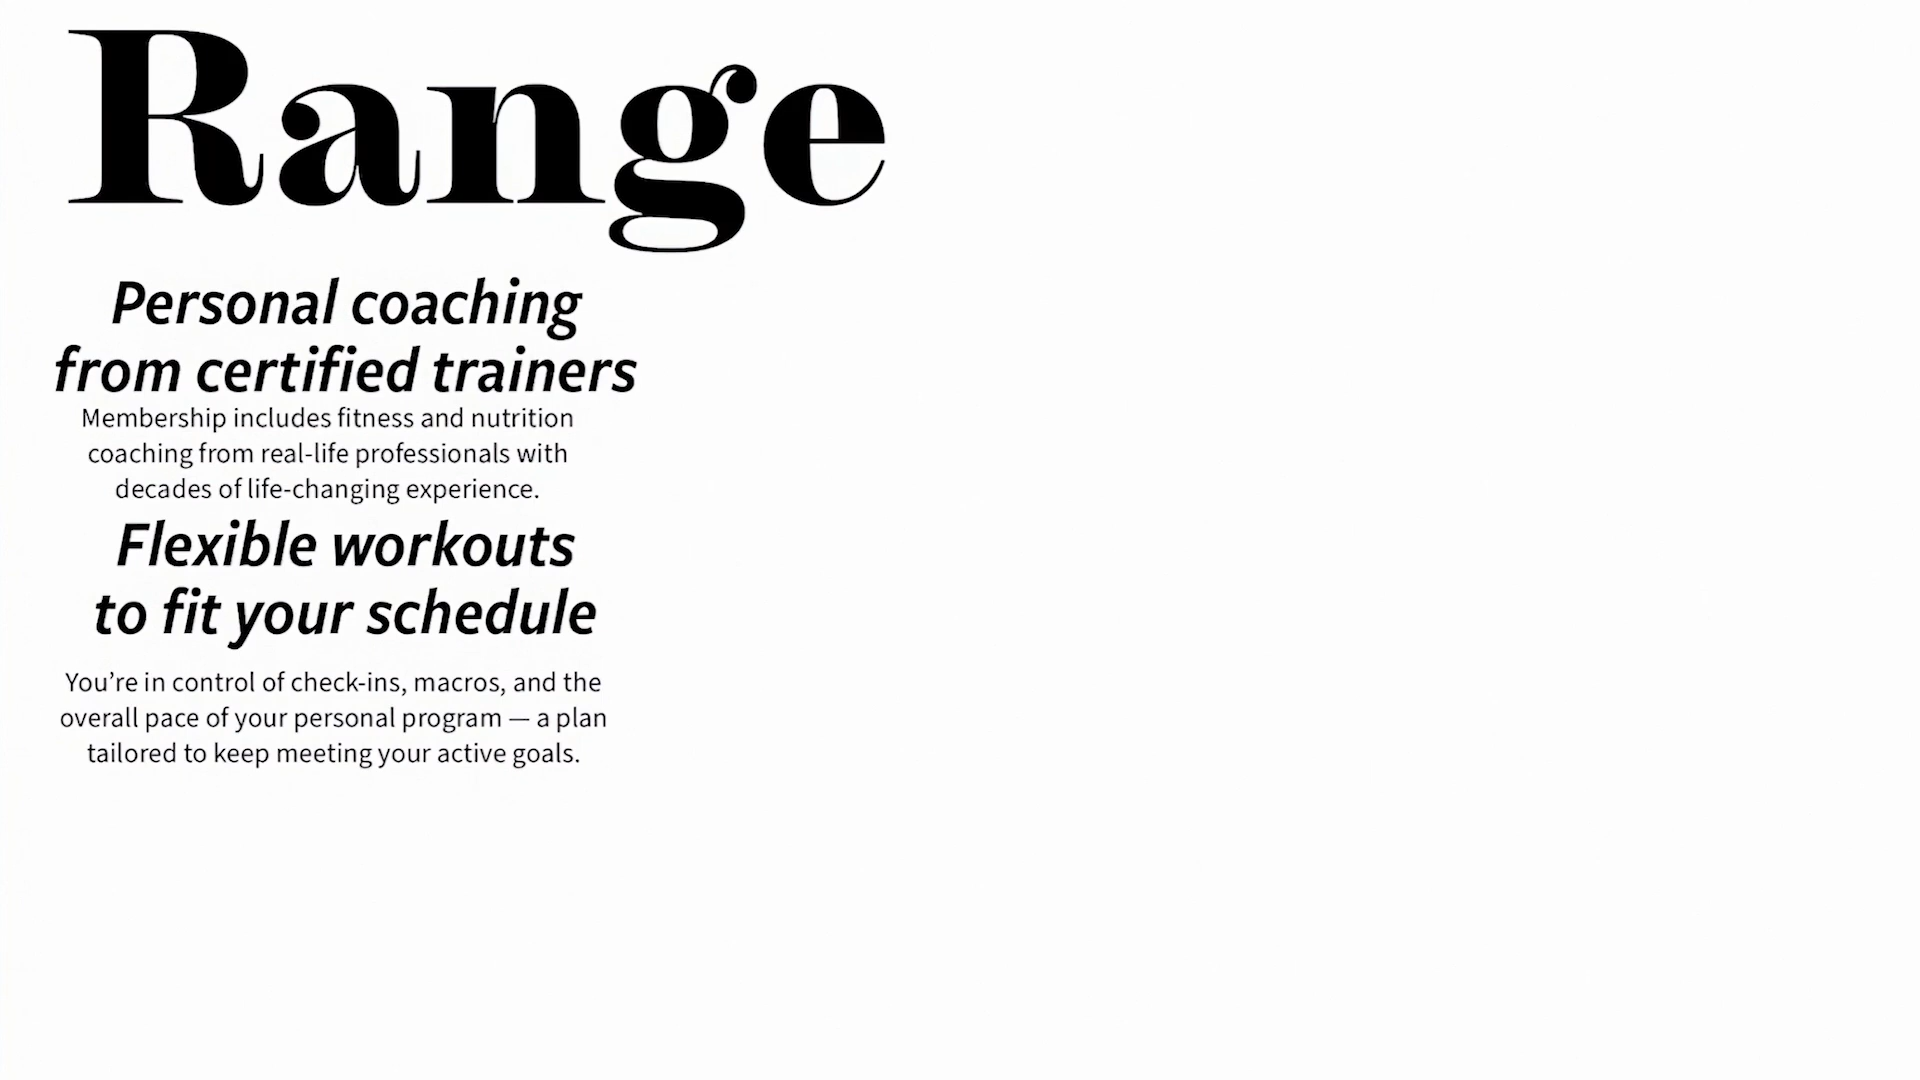 Range
Personal coaching
from certified trainers
Membership includes fitness and nutrition
coaching from real-life professionals with
decades of life-changing experience.
Flexible workouts
to fit your schedule
You’re in control of check-ins, macros, and the
overall pace of your personal program — a plan
tailored to keep meeting your active goals.